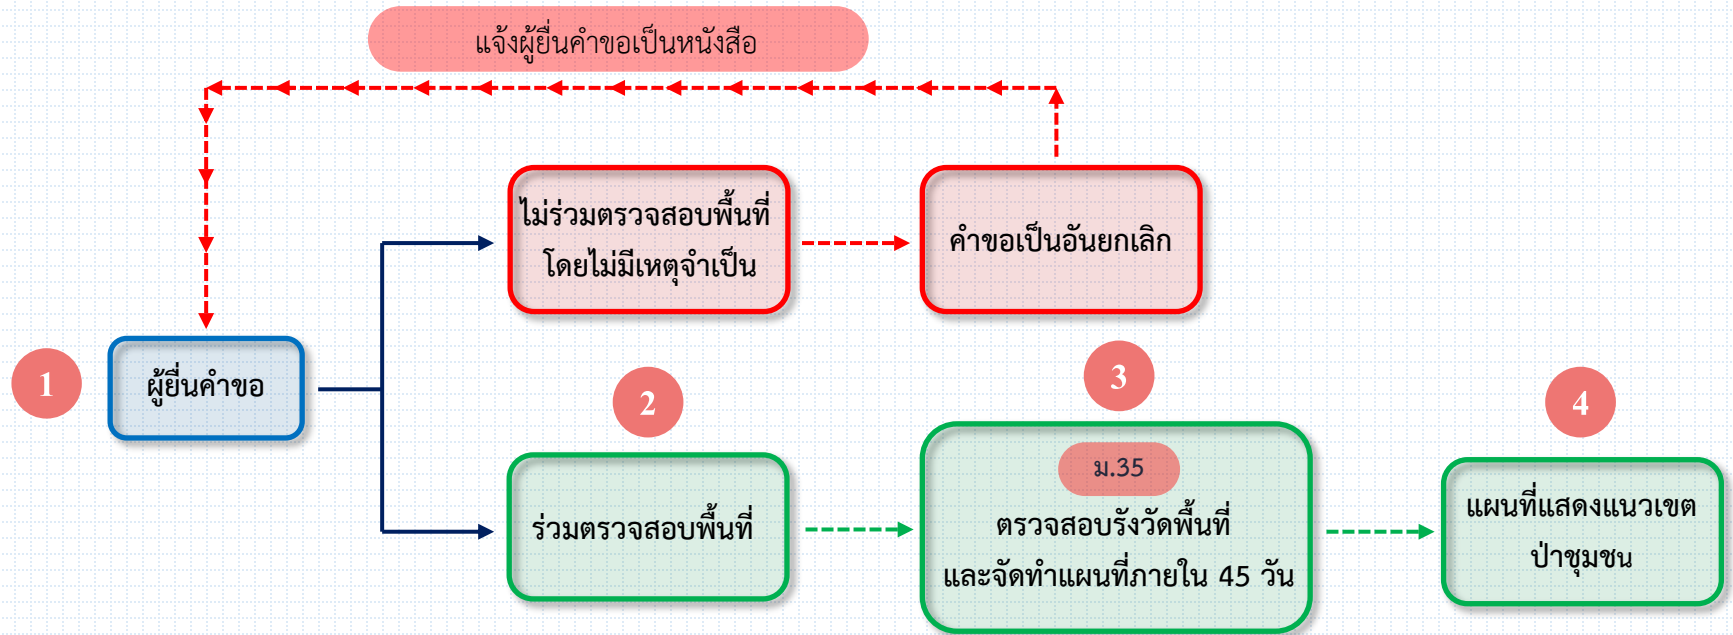 แจ้งผู้ยื่นคำขอเป็นหนังสือ
ไม่ร่วมตรวจสอบพื้นที่
โดยไม่มีเหตุจำเป็น
คำขอเป็นอันยกเลิก
1
ผู้ยื่นคำขอ
2
ร่วมตรวจสอบพื้นที่
3
ม.35
ตรวจสอบรังวัดพื้นที่
และจัดทำแผนที่ภายใน 45 วัน
4
แผนที่แสดงแนวเขต
ป่าชุมชน